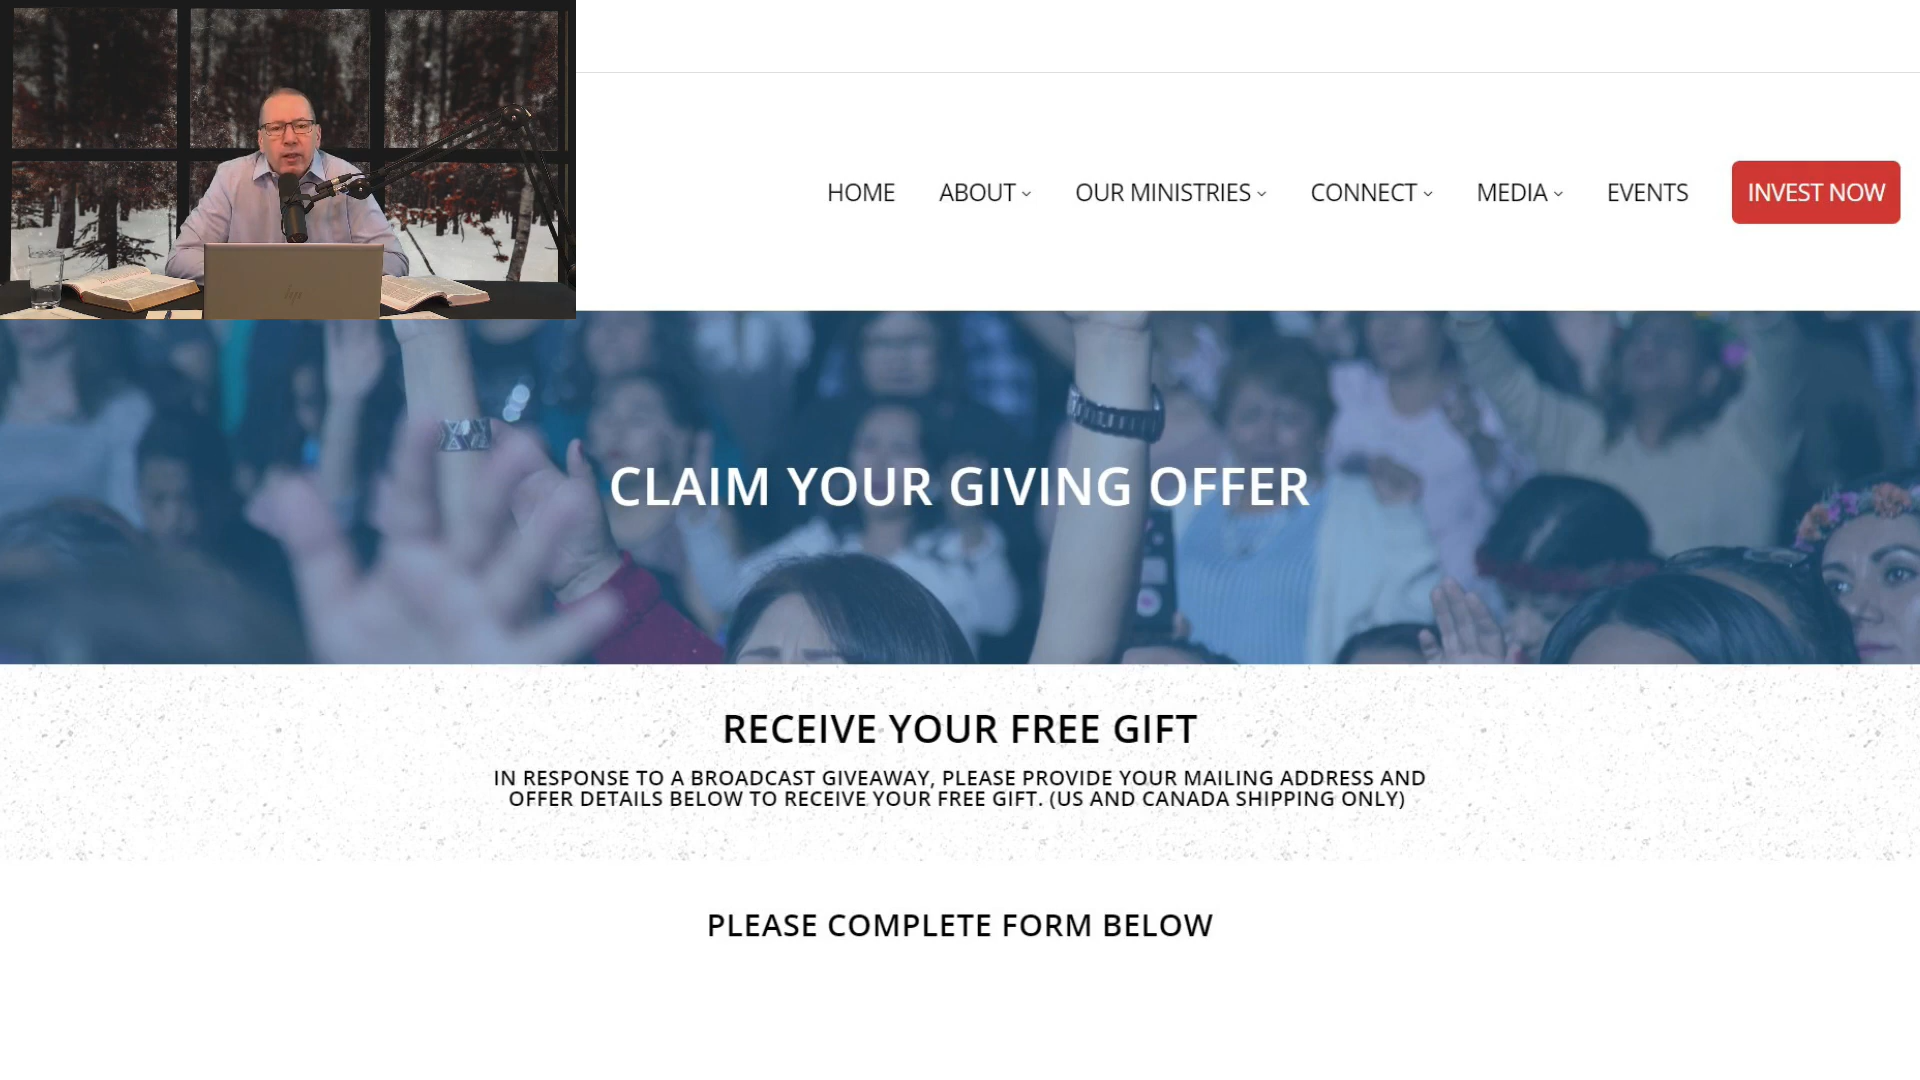 HOME ABOUT OUR MINISTRIES CONNECT MEDIA EVENTS INVEST NOW
CLAIM YOUR GIVING OFFER
RECEIVE YOUR FREE GIFT
IN RESPONSE TO A BROADCAST GIVEAWAY, PLEASE PROVIDE YOUR MAILING ADDRESS AND
OFFER DETAILS BELOW TO RECEIVE YOUR FREE GIFT. (US AND CANADA SHIPPING ONLY)
PLEASE COMPLETE FORM BELOW